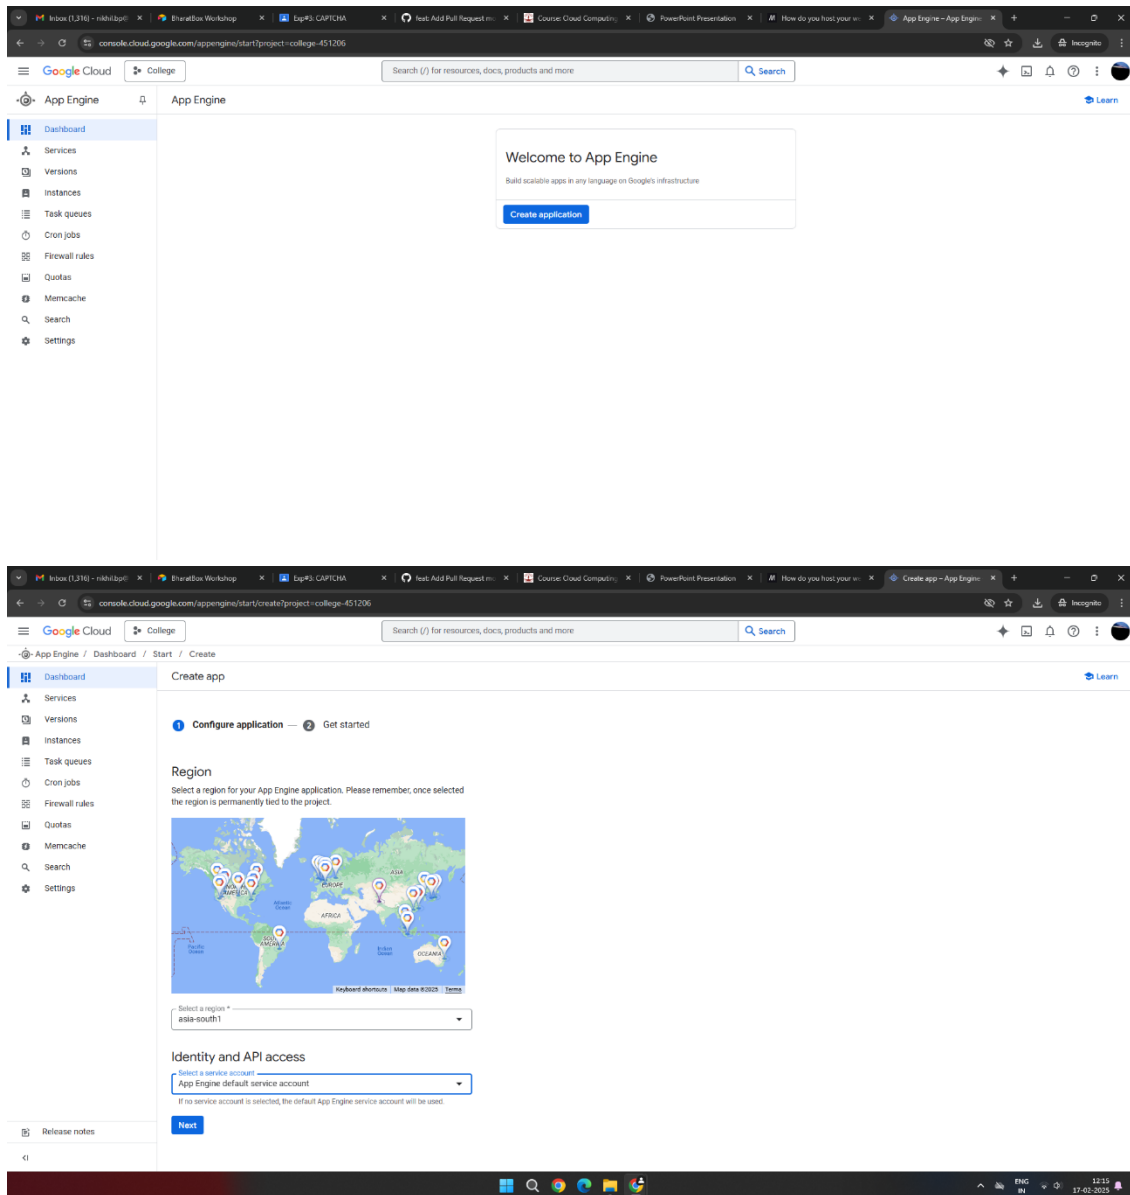 Inbox (1,316) - nikhil.bp@
BharatBox Workshop
Exp#3: CAPTCHA
feat: Add Pull Request m
Course: Cloud Computing
PowerPoint Presentation
How do you host your w
App Engine – App Engine
console.cloud.google.com/appengine/start?project=college-451206
Incognito
Google Cloud
College
Search (/) for resources, docs, products and more
Search
App Engine
App Engine
Learn
Dashboard
Services
Versions
Instances
Task queues
Cron jobs
Firewall rules
Quotas
Memcache
Search
Settings
Welcome to App Engine
Build scalable apps in any language on Google's infrastructure
Create application
Inbox (1,316) - nikhil.bp@
BharatBox Workshop
Exp#3: CAPTCHA
feat: Add Pull Request m
Course: Cloud Computing
PowerPoint Presentation
How do you host your w
Create app – App Engine
console.cloud.google.com/appengine/start/create?project=college-451206
Incognito
Google Cloud
College
Search (/) for resources, docs, products and more
Search
App Engine / Dashboard / Start / Create
Dashboard
Services
Versions
Instances
Task queues
Cron jobs
Firewall rules
Quotas
Memcache
Search
Settings
Release notes
Create app
Learn
1 Configure application — 2 Get started
Region
Select a region for your App Engine application. Please remember, once selected
the region is permanently tied to the project.
ASIA
EUROPE
Atlantic
Ocean
AFRICA
Pacific
Ocean
Indian
Ocean
OCEANIA
Keyboard shortcuts Map data ©2025 Terms
Select a region *
asia-south1
Identity and API access
Select a service account
App Engine default service account
If no service account is selected, the default App Engine service account will be used.
Next
ENG
IN
12:15
17-02-2025